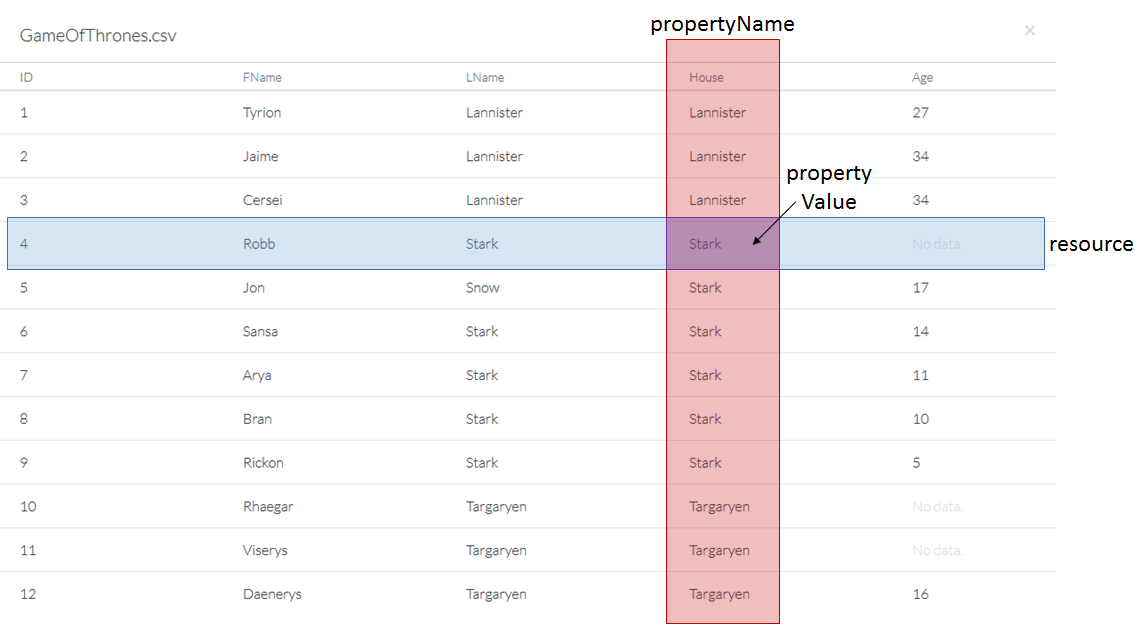 propertyName
GameOfThrones.csv ×
ID FName LName House Age
1 Tyrion Lannister Lannister 27
2 Jaime Lannister Lannister 34
property
Value
3 Cersei Lannister Lannister 34
4 Robb Stark Stark No data. resource
5 Jon Snow Stark 17
6 Sansa Stark Stark 14
7 Arya Stark Stark 11
8 Bran Stark Stark 10
9 Rickon Stark Stark 5
10 Rhaegar Targaryen Targaryen No data.
11 Viserys Targaryen Targaryen No data.
12 Daenerys Targaryen Targaryen 16